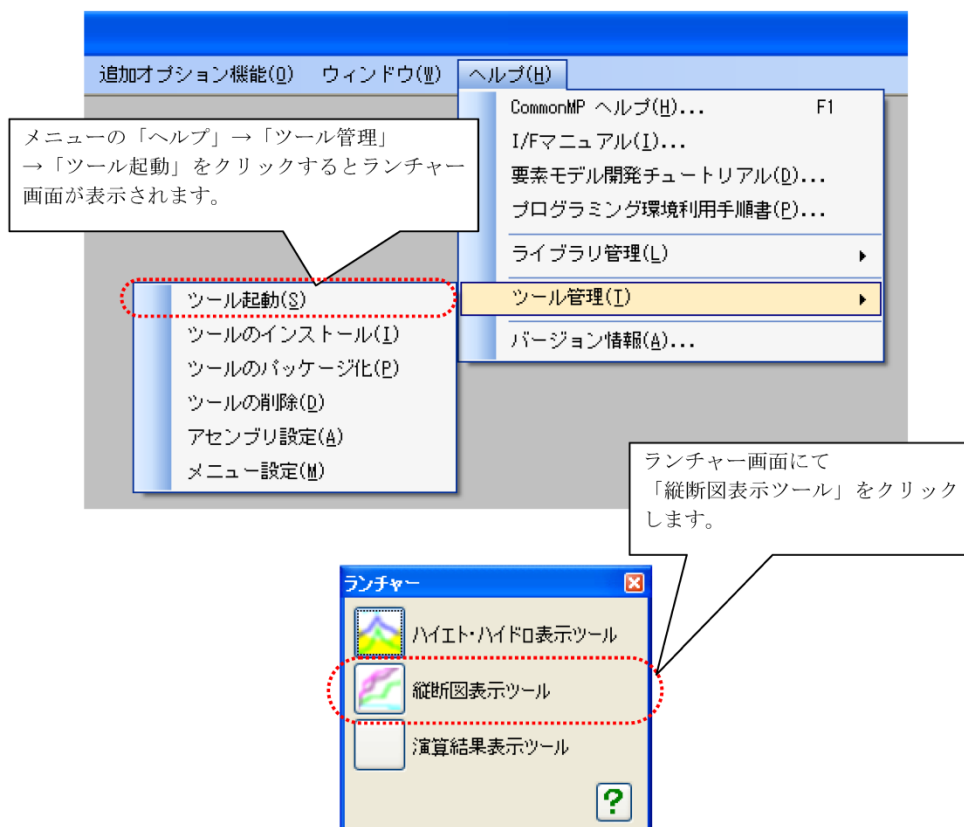 追加オプション機能(O) ウィンドウ(W) ヘルプ(H)
CommonMP ヘルプ(H)... F1
I/Fマニュアル(I)...
要素モデル開発チュートリアル(D)...
プログラミング環境利用手順書(P)...
ライブラリ管理(L)
ツール管理(T)
バージョン情報(A)...
メニューの「ヘルプ」→「ツール管理」
→「ツール起動」をクリックするとランチャー
画面が表示されます。
ツール起動(S)
ツールのインストール(I)
ツールのパッケージ化(P)
ツールの削除(D)
アセンブリ設定(A)
メニュー設定(M)
ランチャー画面にて
「縦断図表示ツール」をクリック
します。
ランチャー
ハイエト・ハイドロ表示ツール
縦断図表示ツール
演算結果表示ツール
?